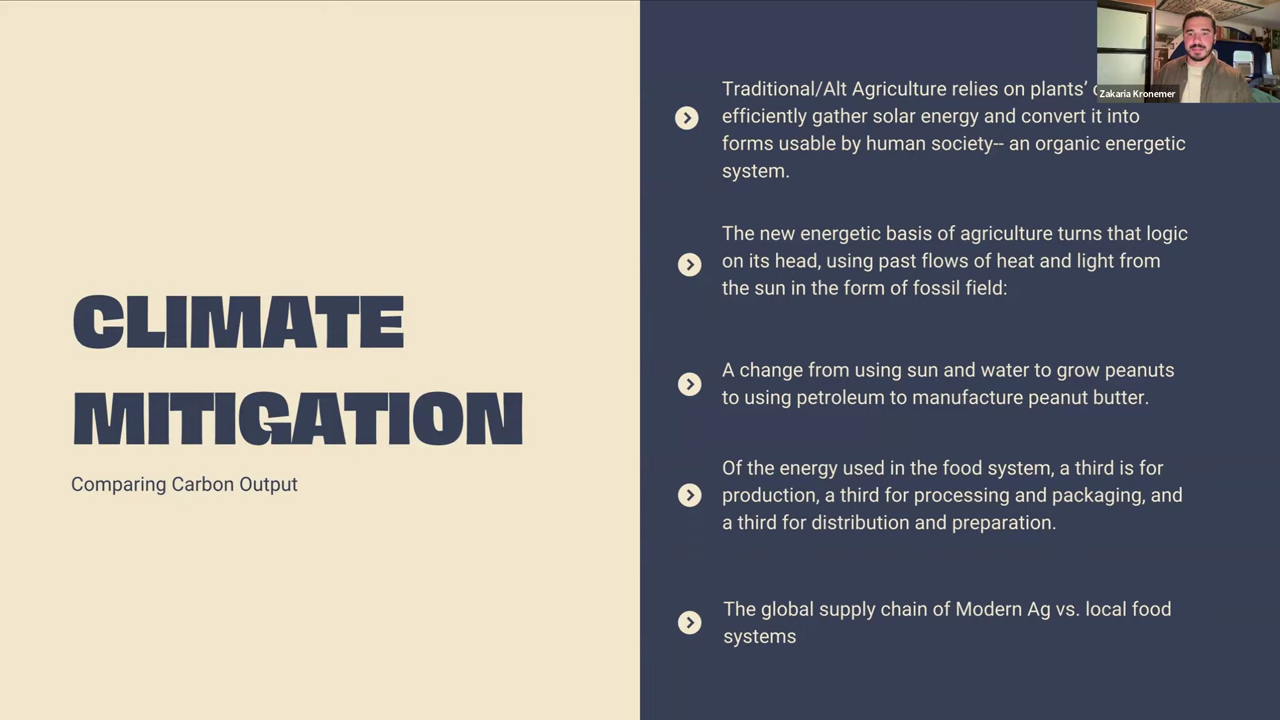 CLIMATE
MITIGATION
Comparing Carbon Output
Traditional/Alt Agriculture relies on plants’
efficiently gather solar energy and convert it into
forms usable by human society-- an organic energetic
system.
The new energetic basis of agriculture turns that logic
on its head, using past flows of heat and light from
the sun in the form of fossil field:
A change from using sun and water to grow peanuts
to using petroleum to manufacture peanut butter.
Of the energy used in the food system, a third is for
production, a third for processing and packaging, and
a third for distribution and preparation.
The global supply chain of Modern Ag vs. local food
systems
Zakaria Kronemer